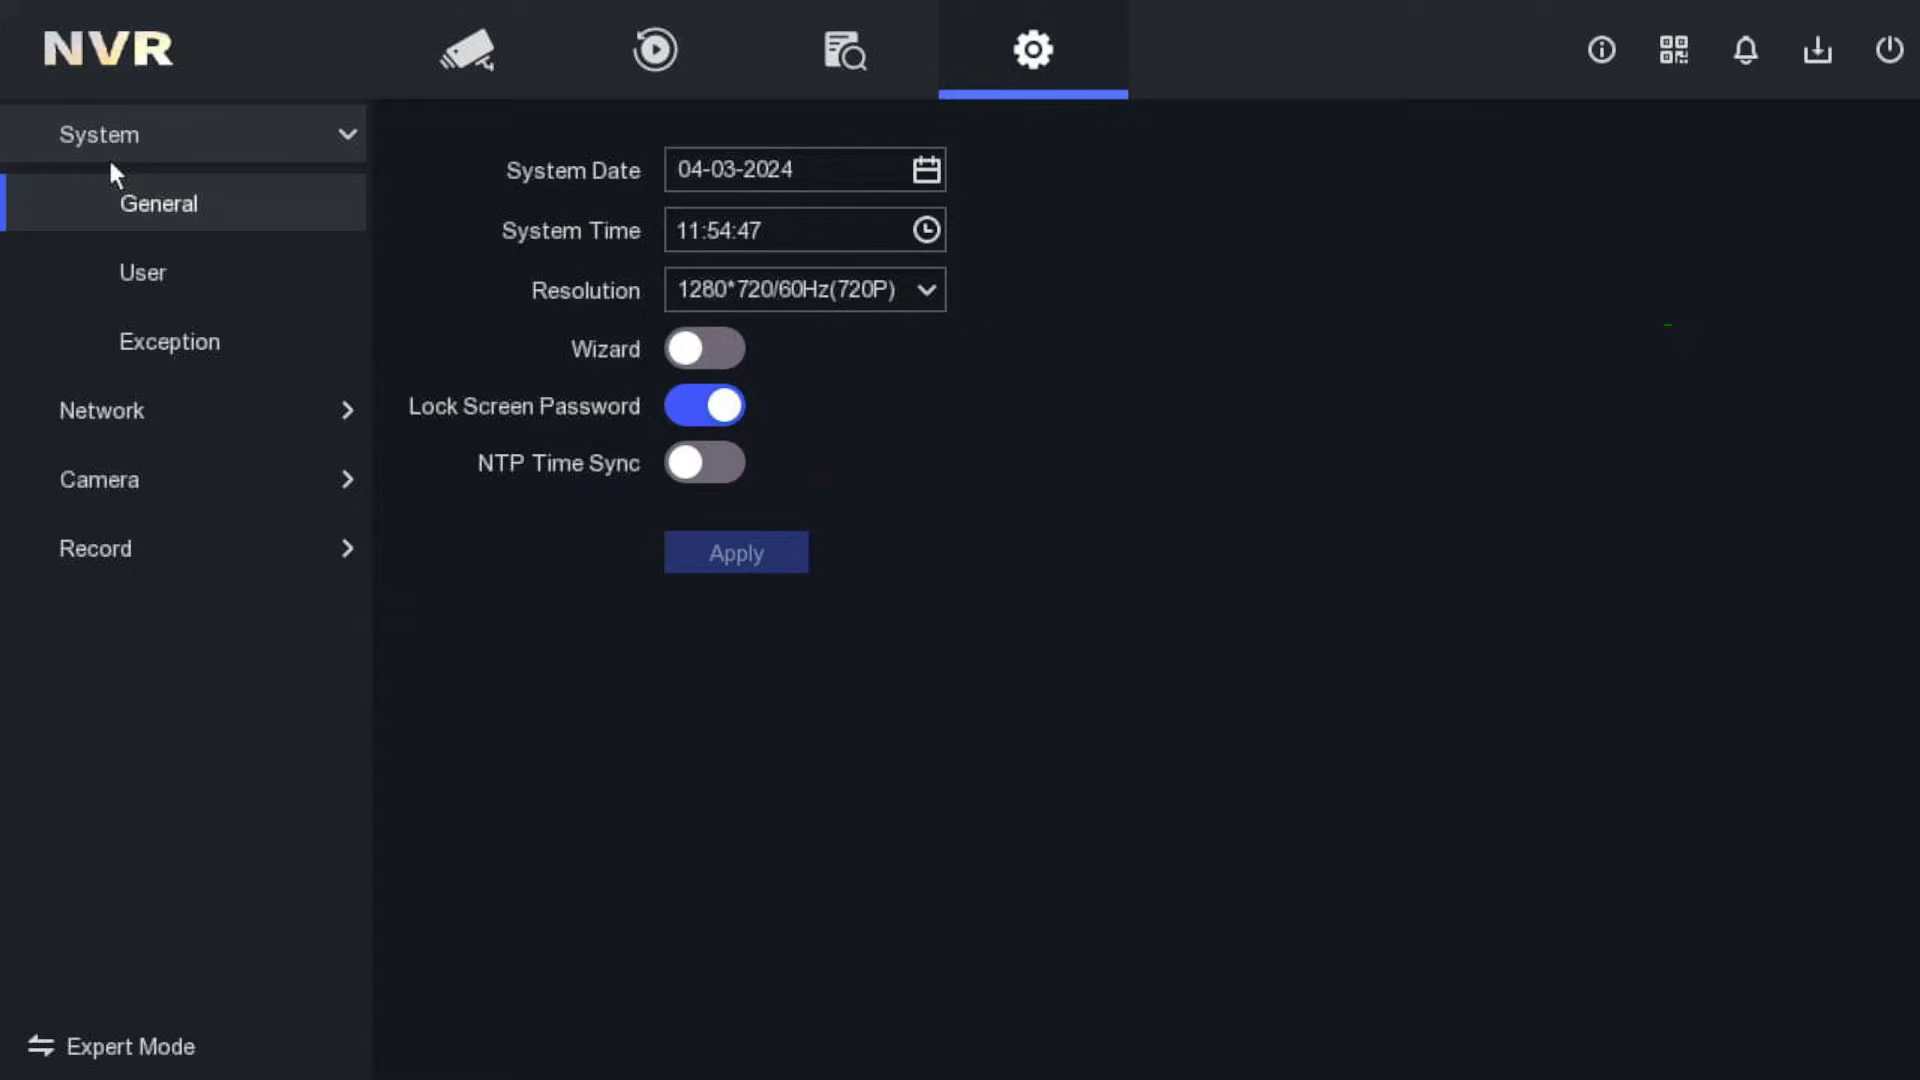 NVR
System
General
User
Exception
Network
Camera
Record
Expert Mode
System Date 04-03-2024
System Time 11:54:47
Resolution 1280*720/60Hz(720P)
Wizard
Lock Screen Password
NTP Time Sync
Apply